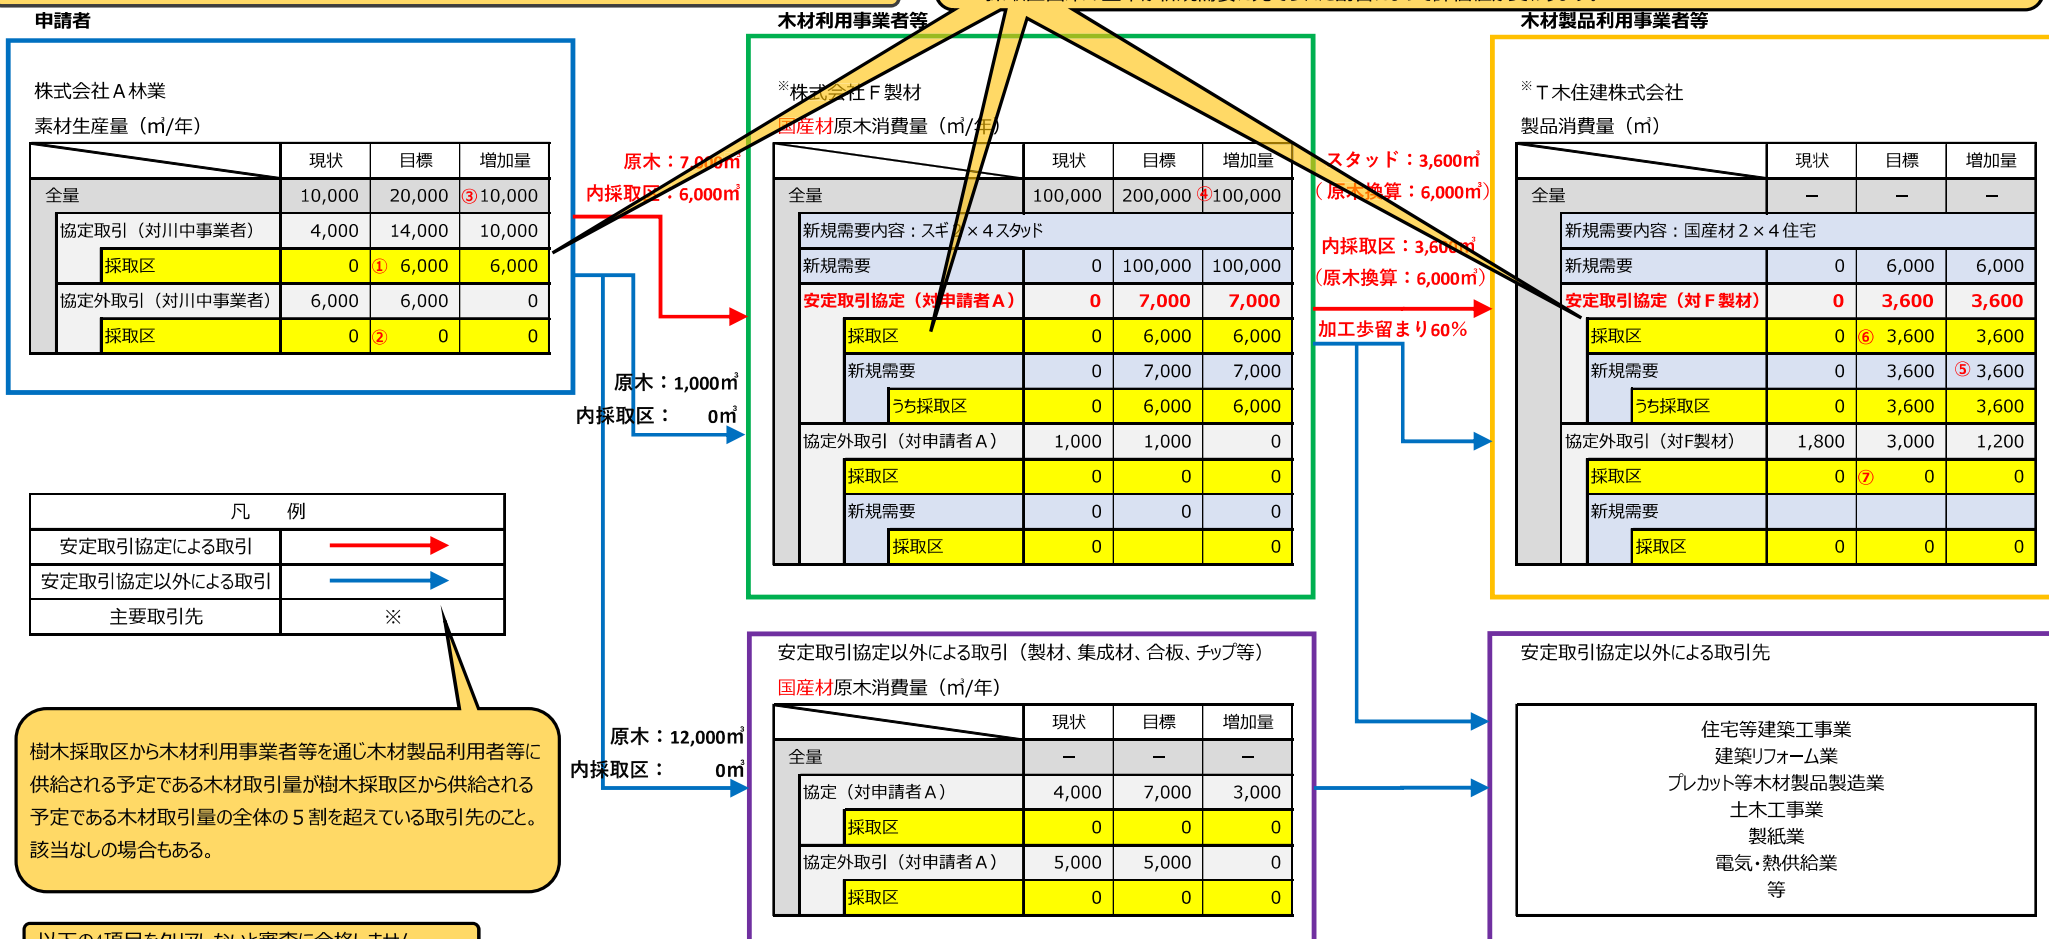 申請者
株式会社Ａ林業
素材生産量（㎥/年）
現状 目標 増加量
全量 10,000 20,000 ③10,000
協定取引（対川中事業者） 4,000 14,000 10,000
採取区 0 ① 6,000 6,000
協定外取引（対川中事業者） 6,000 6,000 0
採取区 0 ② 0 0
原木：7,000㎥
内採取区：6,000㎥
原木：1,000㎥
内採取区： 0㎥
原木：12,000㎥
内採取区： 0㎥
凡 例
安定取引協定による取引
安定取引協定以外による取引
主要取引先 ※
樹木採取区から木材利用事業者等を通じ木材製品利用者等に
供給される予定である木材取引量が樹木採取区から供給される
予定である木材取引量の全体の５割を超えている取引先のこと。
該当なしの場合もある。
木材利用事業者等
※株式会社Ｆ製材
国産材原木消費量（㎥/年）
現状 目標 増加量
全量 100,000 200,000 ④100,000
新規需要内容：スギ２×４スタッド
新規需要 0 100,000 100,000
安定取引協定（対申請者Ａ） 0 7,000 7,000
採取区 0 6,000 6,000
新規需要 0 7,000 7,000
うち採取区 0 6,000 6,000
協定外取引（対申請者Ａ） 1,000 1,000 0
採取区 0 0 0
新規需要 0 0 0
採取区 0 0
スタッド：3,600㎥
（原木換算：6,000㎥）
内採取区：3,600㎥
（原木換算：6,000㎥）
加工歩留まり60%
安定取引協定以外による取引（製材、集成材、合板、チップ等）
国産材原木消費量（㎥/年）
現状 目標 増加量
全量 － － －
協定（対申請者Ａ） 4,000 7,000 3,000
採取区 0 0 0
協定外取引（対申請者Ａ） 5,000 5,000 0
採取区 0 0 0
木材製品利用事業者等
※Ｔ木住建株式会社
製品消費量（㎥）
現状 目標 増加量
全量 － － －
新規需要内容：国産材２×４住宅
新規需要 0 6,000 6,000
安定取引協定（対Ｆ製材） 0 3,600 3,600
採取区 0 ⑥ 3,600 3,600
新規需要 0 3,600 ⑤ 3,600
うち採取区 0 3,600 3,600
協定外取引（対F製材） 1,800 3,000 1,200
採取区 0 ⑦ 0 0
新規需要
採取区 0 0 0
安定取引協定以外による取引先
住宅等建築工事業
建築リフォーム業
プレカット等木材製品製造業
土木工事業
製紙業
電気・熱供給業
等